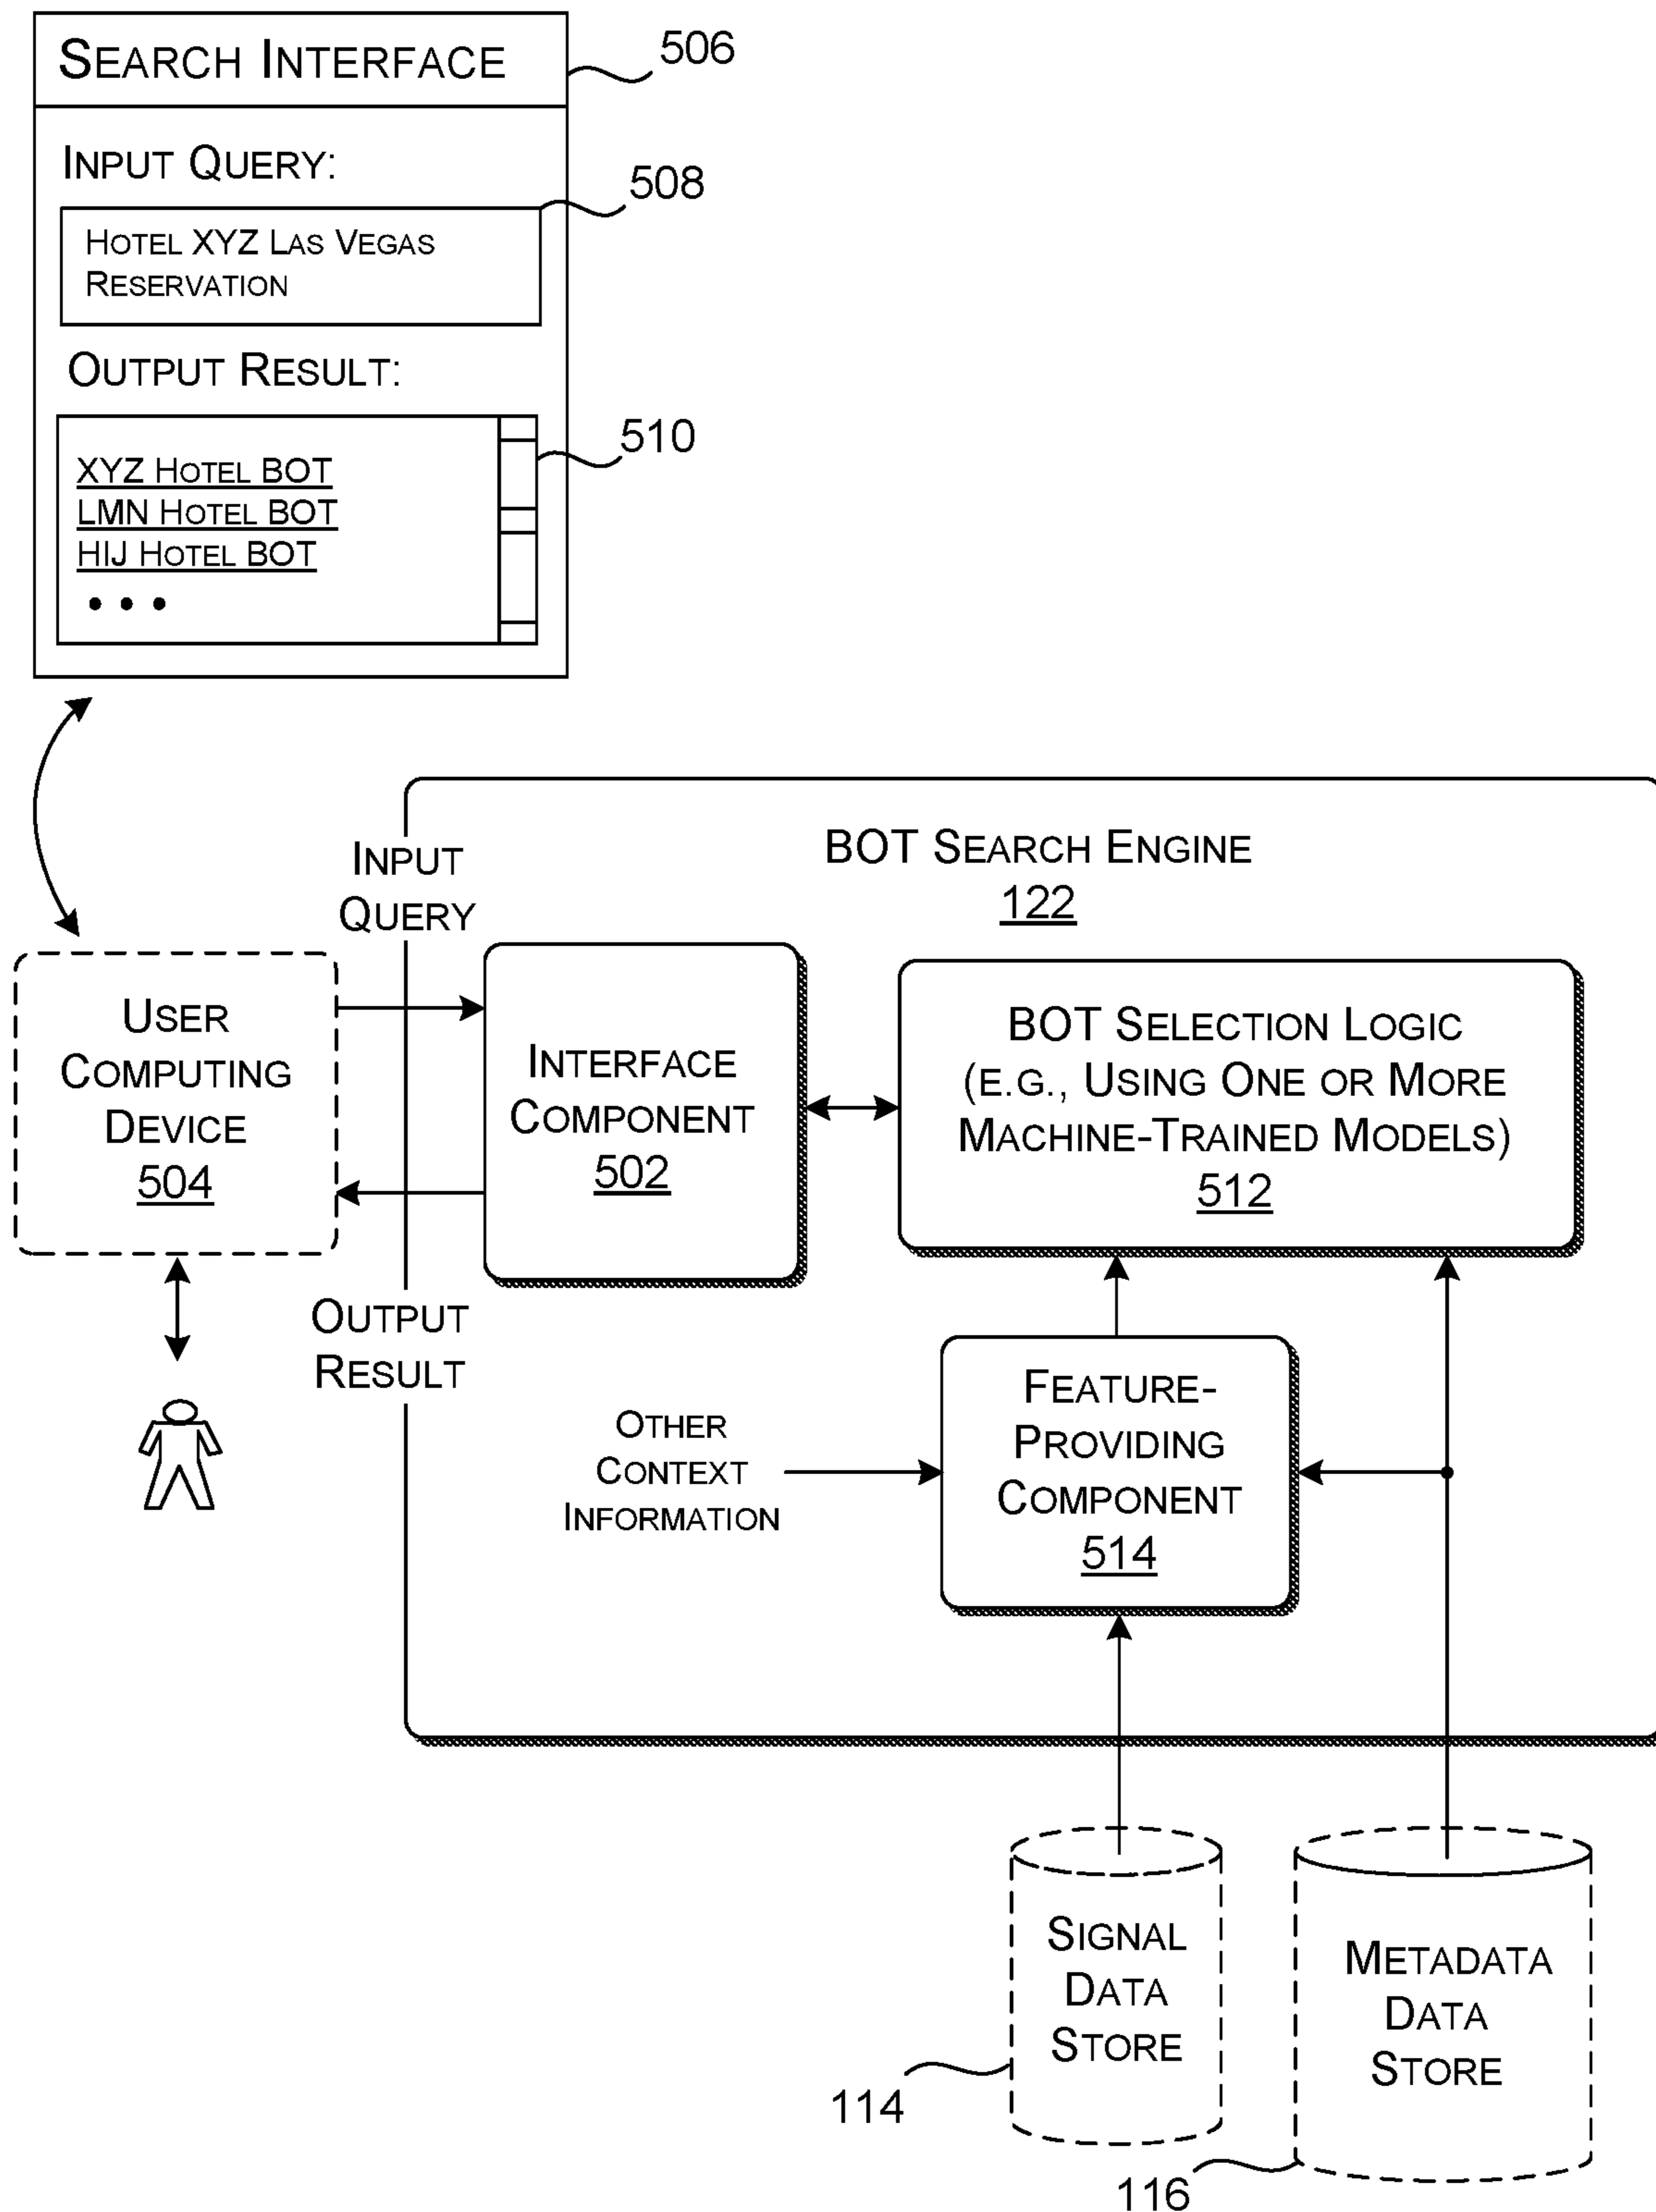 SEARCH INTERFACE
506
INPUT QUERY:
508
HOTEL XYZ LAS VEGAS
RESERVATION
OUTPUT RESULT:
510
XYZ HOTEL BOT
LMN HOTEL BOT
HIJ HOTEL BOT
• • •
INPUT
QUERY
BOT SEARCH ENGINE
122
USER
COMPUTING
DEVICE
504
INTERFACE
COMPONENT
502
BOT SELECTION LOGIC
(E.G., USING ONE OR MORE
MACHINE-TRAINED MODELS)
512
OUTPUT
RESULT
OTHER
CONTEXT
INFORMATION
FEATURE-
PROVIDING
COMPONENT
514
SIGNAL
DATA
STORE
114
METADATA
DATA
STORE
116